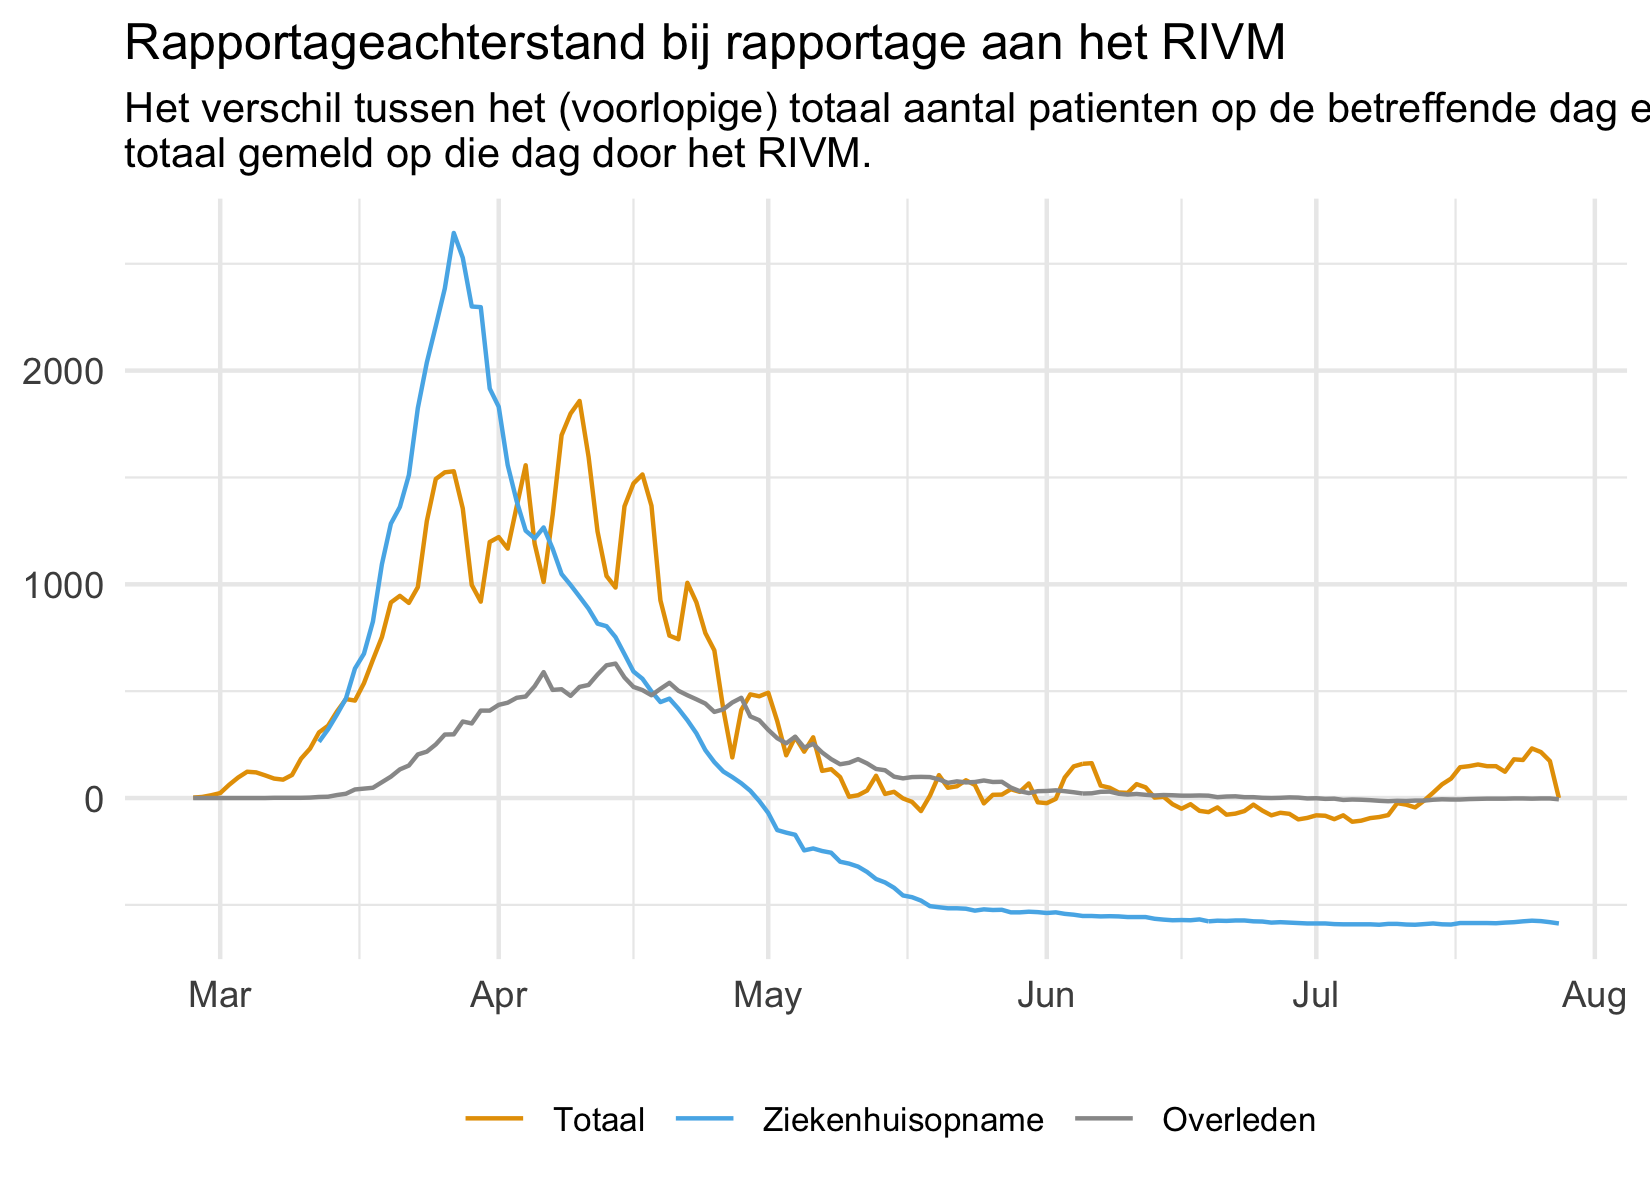 Rapportageachterstand bij rapportage aan het RIVM
Het verschil tussen het (voorlopige) totaal aantal patienten op de betreffende dag e
totaal gemeld op die dag door het RIVM.
2000
1000
0
Mar Apr May Jun Jul Aug
Totaal Ziekenhuisopname Overleden